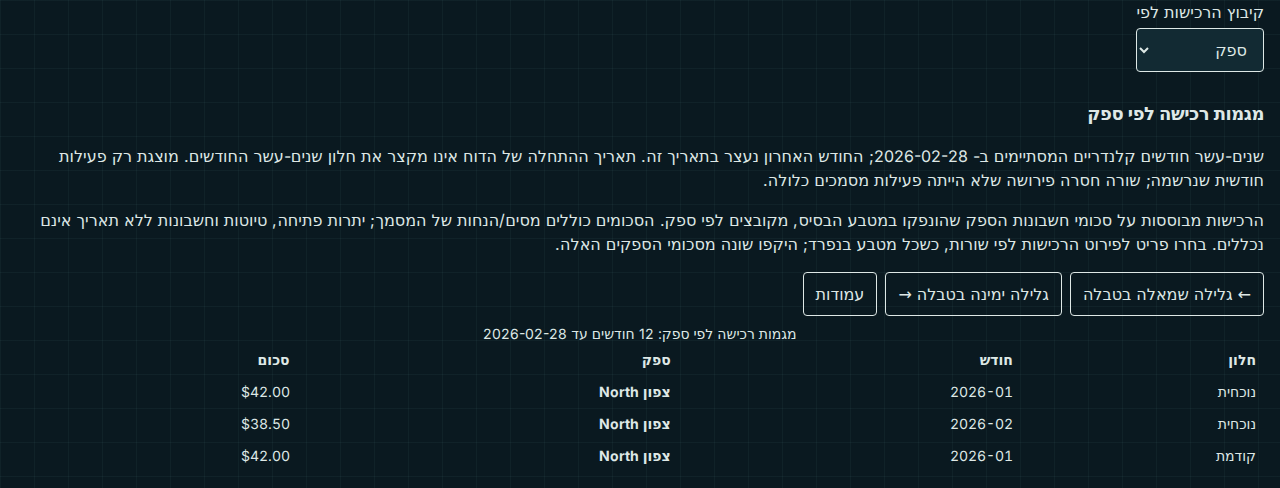 קיבוץ הרכישות לפי
ספק
מגמות רכישה לפי ספק
שנים-עשר חודשים קלנדריים המסתיימים ב- 2026-02-28; החודש האחרון נעצר בתאריך זה. תאריך ההתחלה של הדוח אינו מקצר את חלון שנים-עשר החודשים. מוצגת רק פעילות
חודשית שנרשמה; שורה חסרה פירושה שלא הייתה פעילות מסמכים כלולה.
הרכישות מבוססות על סכומי חשבונות הספק שהונפקו במטבע הבסיס, מקובצים לפי ספק. הסכומים כוללים מסים/הנחות של המסמך; יתרות פתיחה, טיוטות וחשבונות ללא תאריך אינם
נכללים. בחרו פריט לפירוט הרכישות לפי שורות, כשכל מטבע בנפרד; היקפו שונה מסכומי הספקים האלה.
← גלילה שמאלה בטבלה גלילה ימינה בטבלה → עמודות
מגמות רכישה לפי ספק: 12 חודשים עד 2026-02-28
חלון חודש ספק סכום
נוכחית 2026-01 צפון North $42.00
נוכחית 2026-02 צפון North $38.50
קודמת 2026-01 צפון North $42.00